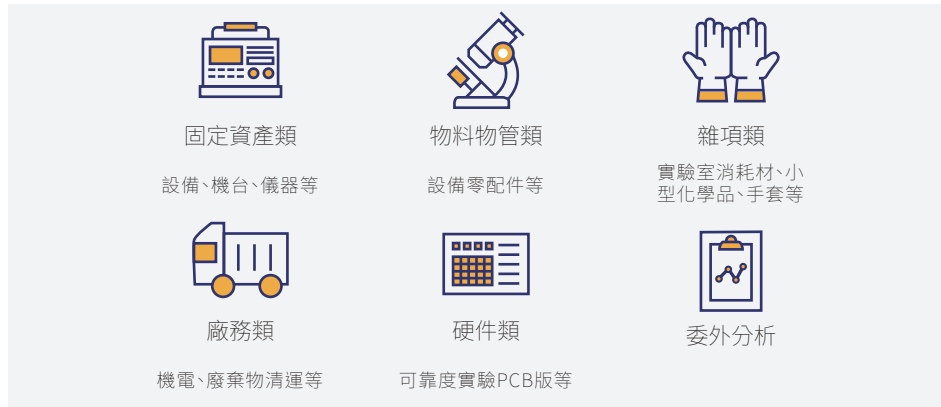 固定資產類
物料物管類
雜項類
設備、機台、儀器等
設備零配件等
實驗室消耗材、小
型化學品、手套等
廠務類
硬件類
委外分析
機電、廢棄物清運等
可靠度實驗PCB版等